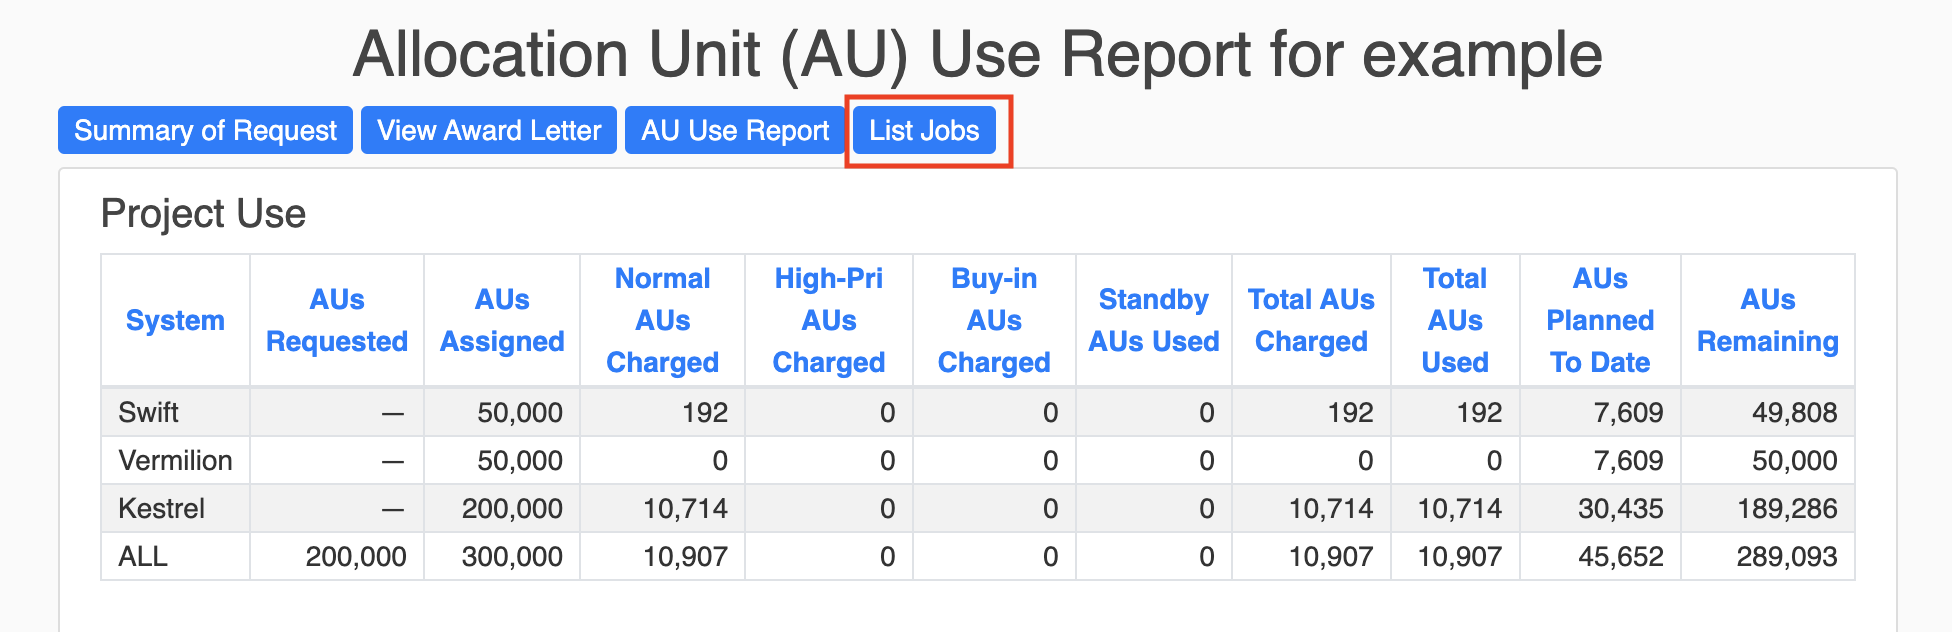 Allocation Unit (AU) Use Report for example
Summary of Request View Award Letter AU Use Report List Jobs
Project Use
System AUs Requested AUs Assigned Normal AUs Charged High-Pri AUs Charged Buy-in AUs Charged Standby AUs Used Total AUs Charged Total AUs Used AUs Planned To Date AUs Remaining
Swift — 50,000 192 0 0 0 192 192 7,609 49,808
Vermilion — 50,000 0 0 0 0 0 0 7,609 50,000
Kestrel — 200,000 10,714 0 0 0 10,714 10,714 30,435 189,286
ALL 200,000 300,000 10,907 0 0 0 10,907 10,907 45,652 289,093